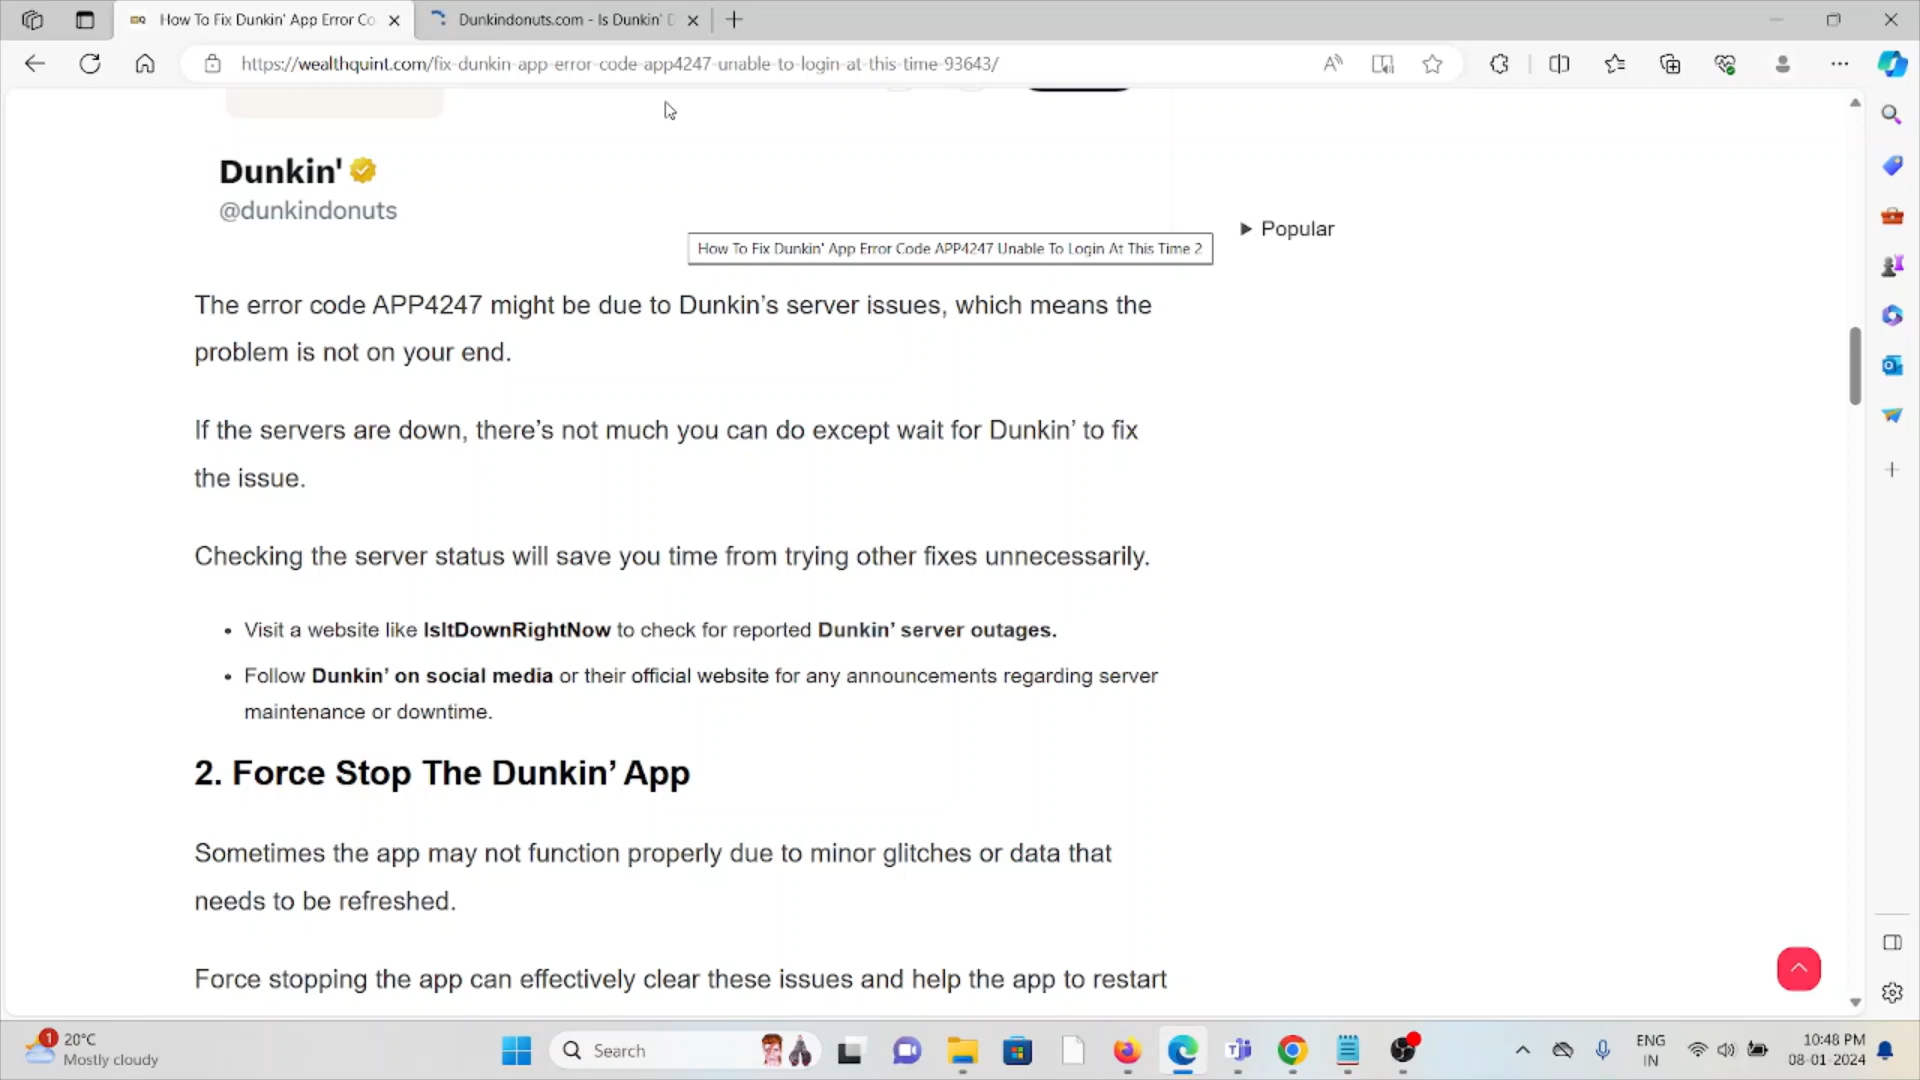 How To Fix Dunkin' App Error Co
Dunkindonuts.com - Is Dunkin' D
https://wealthquint.com/fix-dunkin-app-error-code-app4247-unable-to-login-at-this-time-93643/
Dunkin'
@dunkindonuts
Popular
How To Fix Dunkin' App Error Code APP4247 Unable To Login At This Time 2
The error code APP4247 might be due to Dunkin’s server issues, which means the
problem is not on your end.
If the servers are down, there’s not much you can do except wait for Dunkin’ to fix
the issue.
Checking the server status will save you time from trying other fixes unnecessarily.
• Visit a website like IsItDownRightNow to check for reported Dunkin’ server outages.
• Follow Dunkin’ on social media or their official website for any announcements regarding server
maintenance or downtime.
2. Force Stop The Dunkin’ App
Sometimes the app may not function properly due to minor glitches or data that
needs to be refreshed.
Force stopping the app can effectively clear these issues and help the app to restart
1
20°C
Mostly cloudy
Search
ENG
IN
10:48 PM
08-01-2024